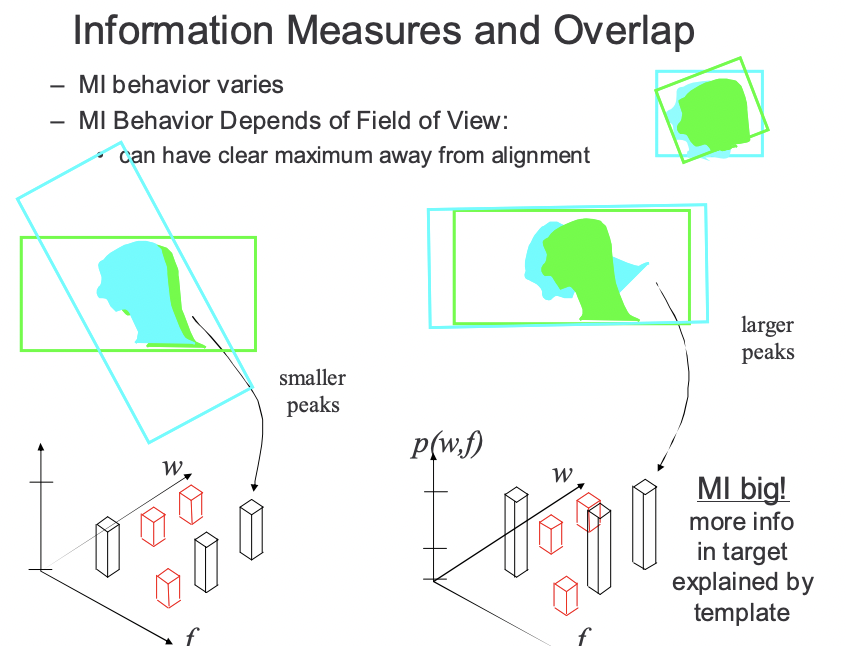 Information Measures and Overlap
– MI behavior varies
– MI Behavior Depends of Field of View:
• can have clear maximum away from alignment
larger
peaks
smaller
peaks
w
f
p(w,f)
w
f
MI big!
more info
in target
explained by
template